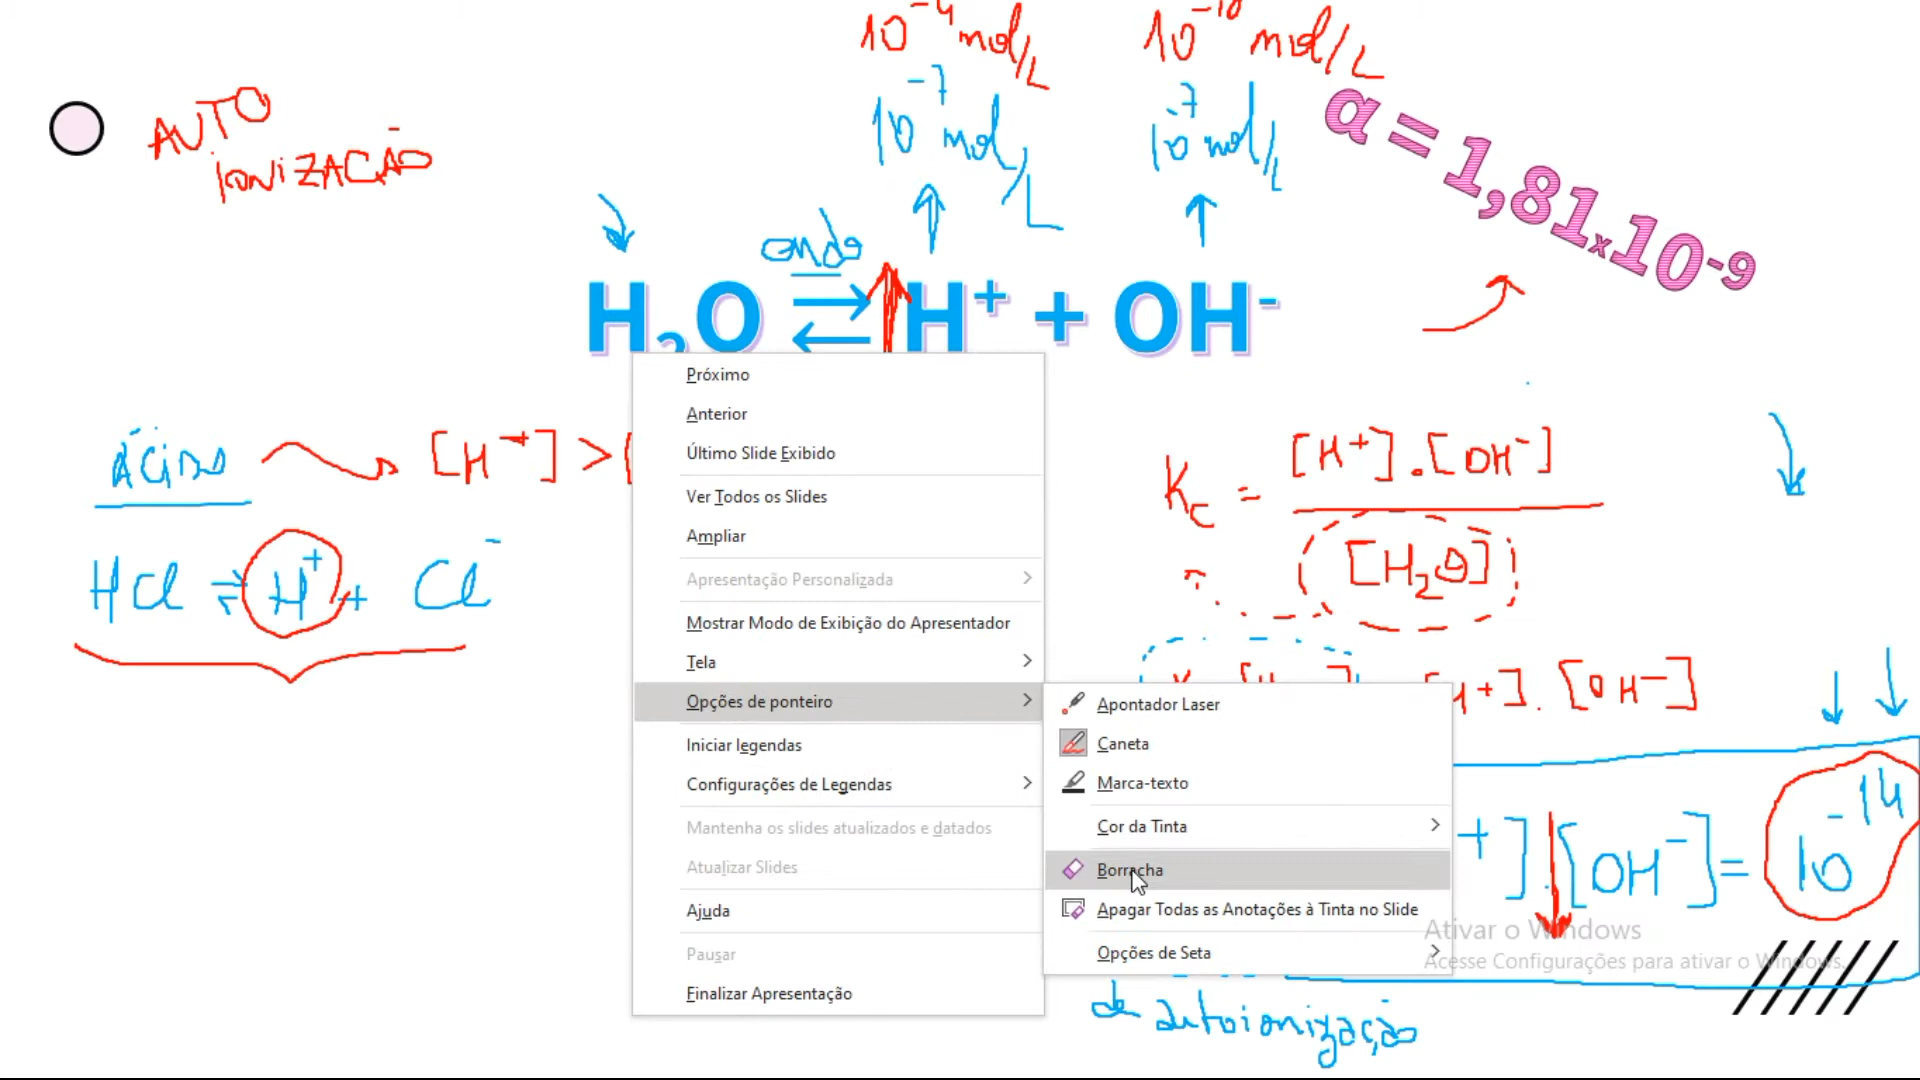 10⁻⁴ mol/L
10⁻¹⁰ mol/L
10⁻⁷ mol/L
10⁻⁷ mol/L
AUTO
IONIZAÇÃO
α = 1,81x10⁻⁹
H₂O ⇄ H⁺ + OH⁻
ÁCIDO [H⁺] >
HCl ⇄ H⁺ + Cl⁻
Kc = [H⁺].[OH⁻]
[H₂O]
+]. [OH⁻]
+].[OH⁻] = 10⁻¹⁴
de autoionização
Próximo
Anterior
Último Slide Exibido
Ver Todos os Slides
Ampliar
Apresentação Personalizada
Mostrar Modo de Exibição do Apresentador
Tela
Opções de ponteiro
Iniciar legendas
Configurações de Legendas
Mantenha os slides atualizados e datados
Atualizar Slides
Ajuda
Pausar
Finalizar Apresentação
Apontador Laser
Caneta
Marca-texto
Cor da Tinta
Borracha
Apagar Todas as Anotações à Tinta no Slide
Opções de Seta
Ativar o Windows
Acesse Configurações para ativar o Windows.